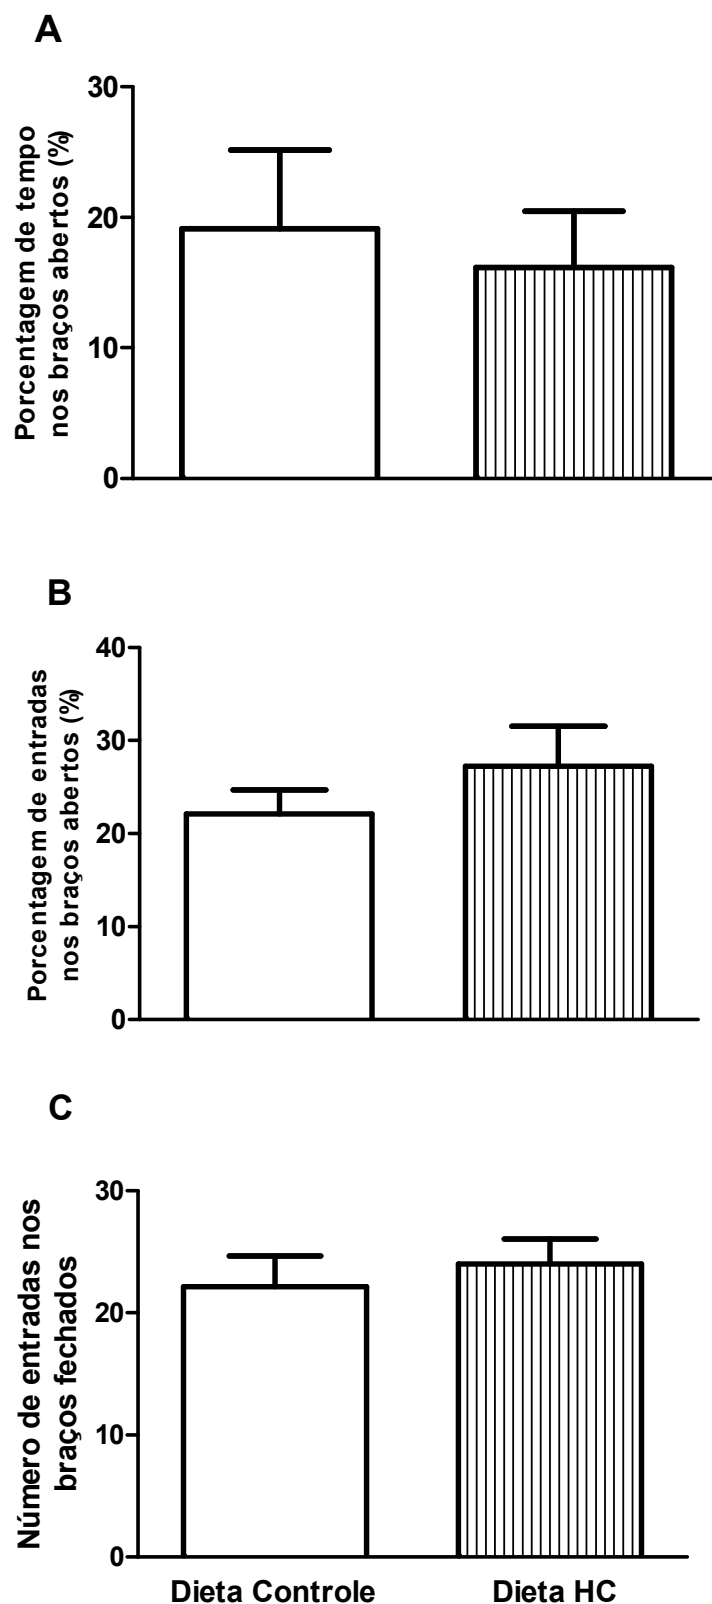 A
Porcentagem de tempo
nos braços abertos (%)
30
20
10
0
B
Porcentagem de entradas
nos braços abertos (%)
40
30
20
10
0
C
Número de entradas nos
braços fechados
30
20
10
0
Dieta Controle
Dieta HC